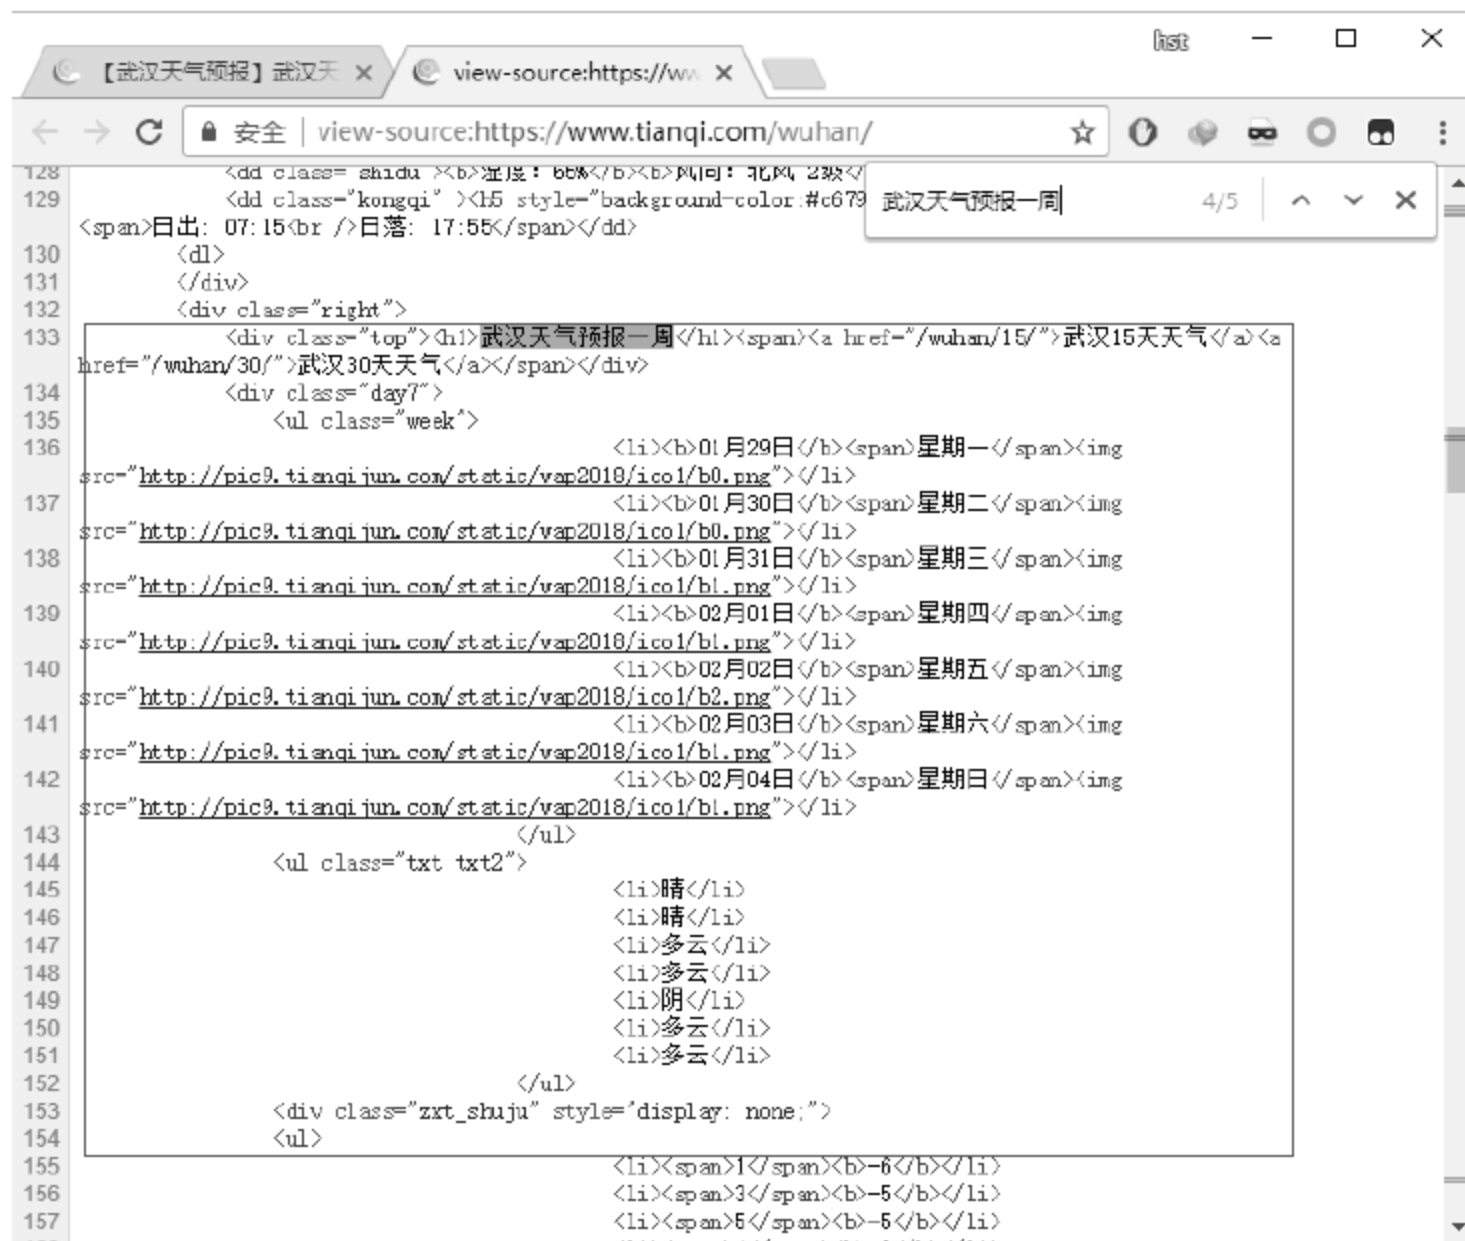 hst
【武汉天气预报】武汉天
view-source:https://ww
安全 view-source:https://www.tianqi.com/wuhan/
武汉天气预报一周 4/5
128 <dd class="shidu"><b>湿度：66%</b><b>风向：北风 2级</
129 <dd class="kongqi" ><h5 style="background-color:#c679
<span>日出: 07:15<br />日落: 17:55</span></dd>
130 <dl>
131 </div>
132 <div class="right">
133 <div class="top"><h1>武汉天气预报一周</h1><span><a href="/wuhan/15/">武汉15天天气</a><a
href="/wuhan/30/">武汉30天天气</a></span></div>
134 <div class="day7">
135 <ul class="week">
136 <li><b>01月29日</b><span>星期一</span><img
src="http://pic9.tianqijun.com/static/wap2018/ico1/b0.png"></li>
137 <li><b>01月30日</b><span>星期二</span><img
src="http://pic9.tianqijun.com/static/wap2018/ico1/b0.png"></li>
138 <li><b>01月31日</b><span>星期三</span><img
src="http://pic9.tianqijun.com/static/wap2018/ico1/b1.png"></li>
139 <li><b>02月01日</b><span>星期四</span><img
src="http://pic9.tianqijun.com/static/wap2018/ico1/b1.png"></li>
140 <li><b>02月02日</b><span>星期五</span><img
src="http://pic9.tianqijun.com/static/wap2018/ico1/b2.png"></li>
141 <li><b>02月03日</b><span>星期六</span><img
src="http://pic9.tianqijun.com/static/wap2018/ico1/b1.png"></li>
142 <li><b>02月04日</b><span>星期日</span><img
src="http://pic9.tianqijun.com/static/wap2018/ico1/b1.png"></li>
143 </ul>
144 <ul class="txt txt2">
145 <li>晴</li>
146 <li>晴</li>
147 <li>多云</li>
148 <li>多云</li>
149 <li>阴</li>
150 <li>多云</li>
151 <li>多云</li>
152 </ul>
153 <div class="zxt_shuju" style="display: none;">
154 <ul>
155 <li><span>1</span><b>-6</b></li>
156 <li><span>3</span><b>-5</b></li>
157 <li><span>5</span><b>-5</b></li>